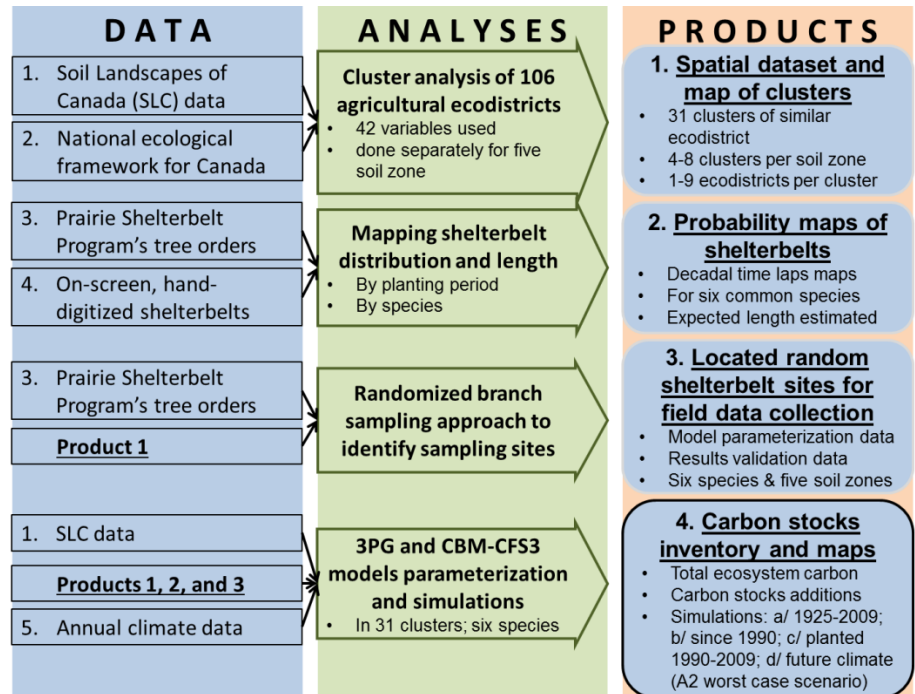 DATA
1. Soil Landscapes of
Canada (SLC) data
2. National ecological
framework for Canada
3. Prairie Shelterbelt
Program's tree orders
4. On-screen, hand-
digitized shelterbelts
3. Prairie Shelterbelt
Program's tree orders
Product 1
1. SLC data
Products 1, 2, and 3
5. Annual climate data
ANALYSES
Cluster analysis of 106
agricultural ecodistricts
• 42 variables used
• done separately for five
soil zone
Mapping shelterbelt
distribution and length
• By planting period
• By species
Randomized branch
sampling approach to
identify sampling sites
3PG and CBM-CFS3
models parameterization
and simulations
• In 31 clusters; six species
PRODUCTS
1. Spatial dataset and
map of clusters
• 31 clusters of similar
ecodistrict
• 4-8 clusters per soil zone
• 1-9 ecodistricts per cluster
2. Probability maps of
shelterbelts
• Decadal time laps maps
• For six common species
• Expected length estimated
3. Located random
shelterbelt sites for
field data collection
• Model parameterization data
• Results validation data
• Six species & five soil zones
4. Carbon stocks
inventory and maps
• Total ecosystem carbon
• Carbon stocks additions
• Simulations: a/ 1925-2009;
b/ since 1990; c/ planted
1990-2009; d/ future climate
(A2 worst case scenario)